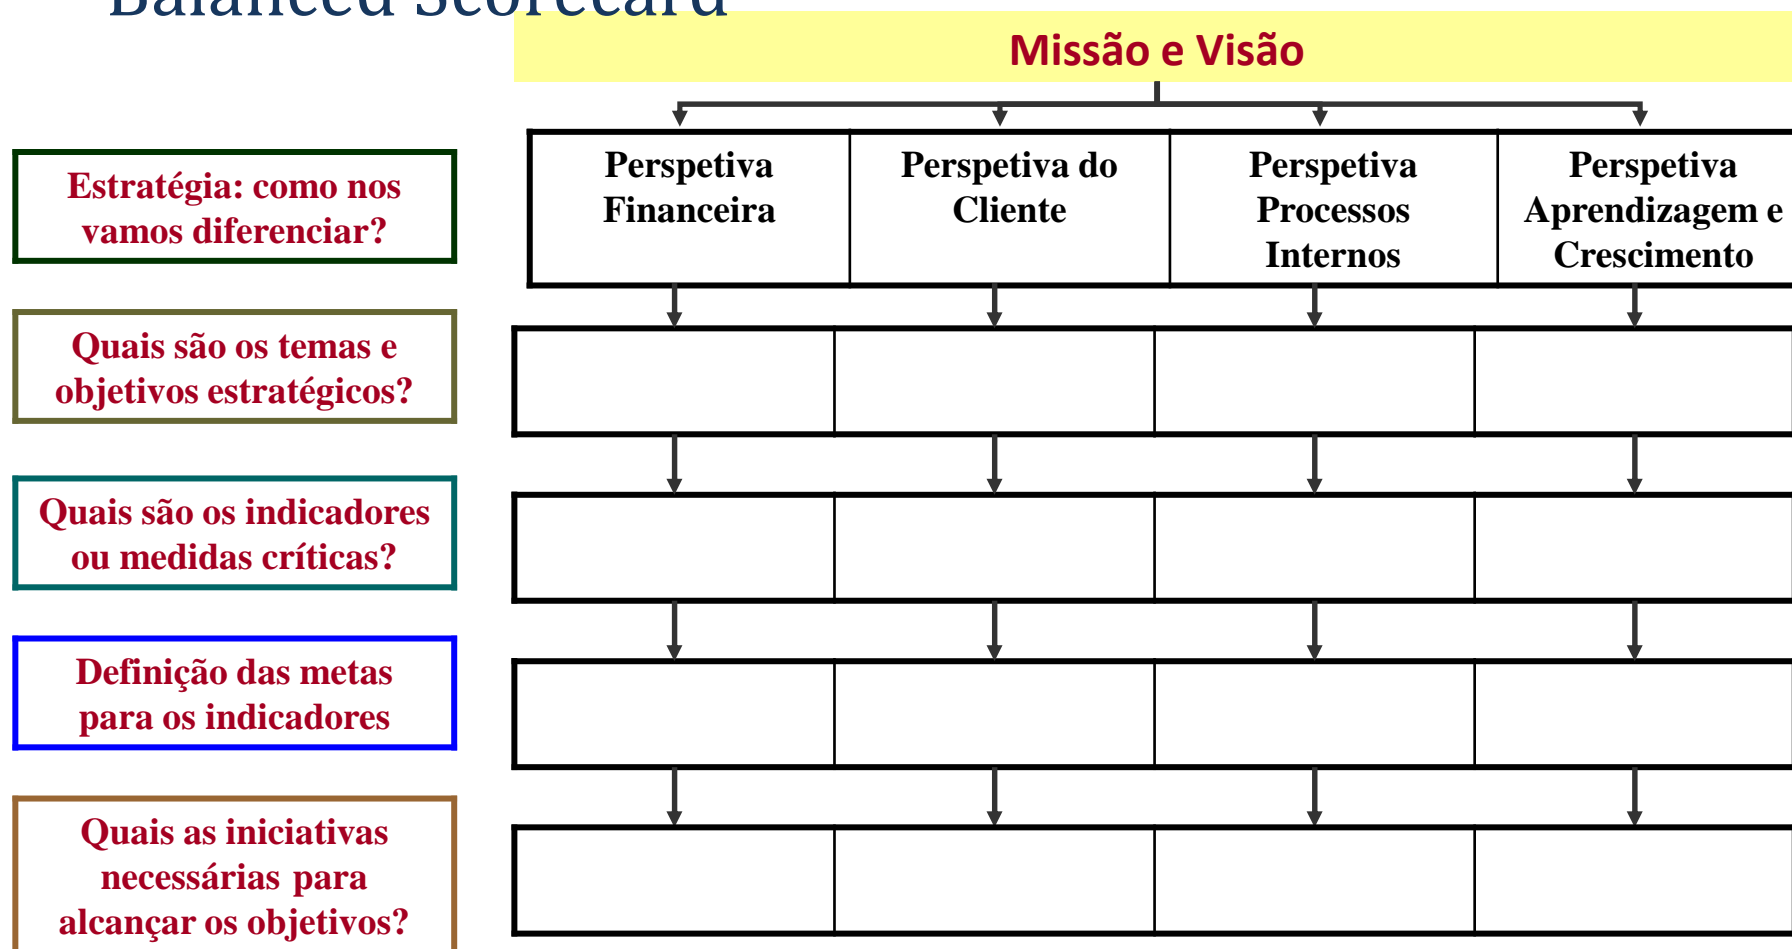 Balanced Scorecard
Missão e Visão
Estratégia: como nos
vamos diferenciar?
Perspetiva
Financeira
Perspetiva do
Cliente
Perspetiva
Processos
Internos
Perspetiva
Aprendizagem e
Crescimento
Quais são os temas e
objetivos estratégicos?
Quais são os indicadores
ou medidas críticas?
Definição das metas
para os indicadores
Quais as iniciativas
necessárias para
alcançar os objetivos?